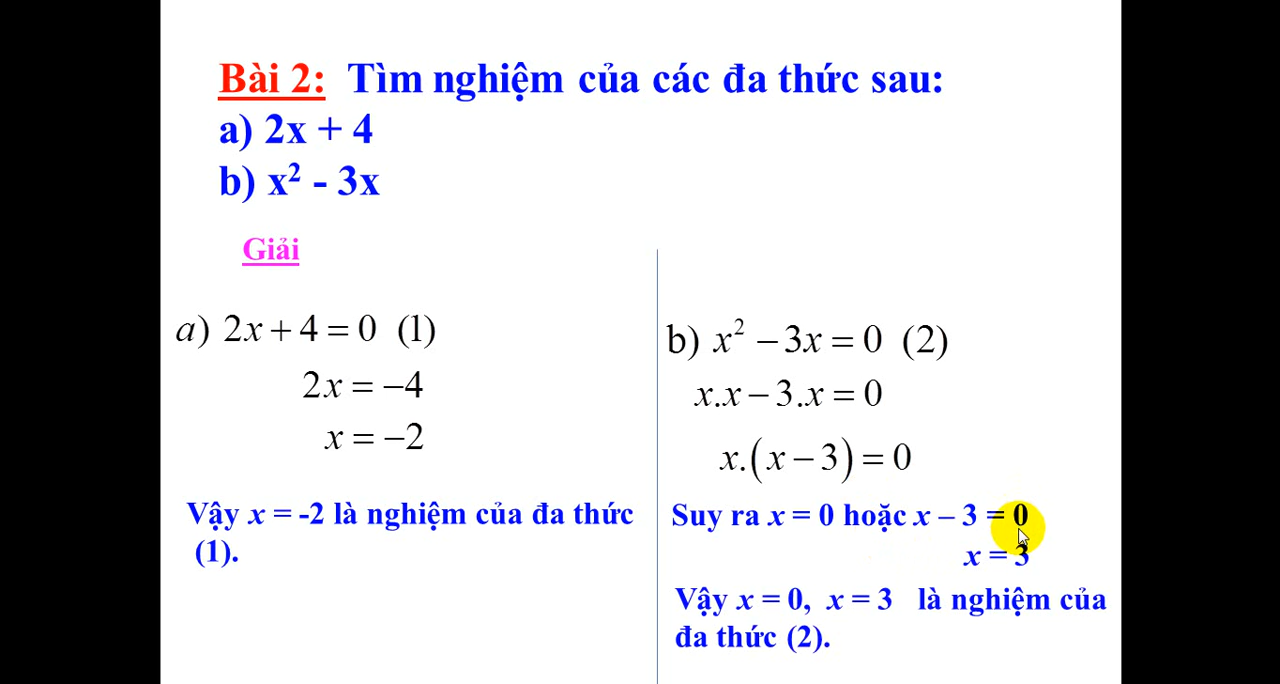 Bài 2: Tìm nghiệm của các đa thức sau:
a) 2x + 4
b) x² - 3x
Giải
a) 2x + 4 = 0 (1)
2x = −4
x = −2
Vậy x = -2 là nghiệm của đa thức
(1).
b) x² − 3x = 0 (2)
x.x − 3.x = 0
x.(x − 3) = 0
Suy ra x = 0 hoặc x – 3 = 0
x = 3
Vậy x = 0, x = 3 là nghiệm của
đa thức (2).